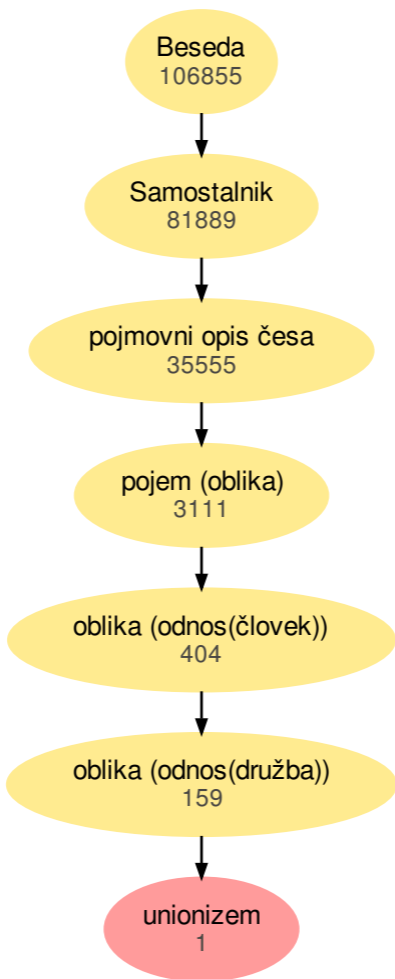 Beseda
106855
Samostalnik
81889
pojmovni opis česa
35555
pojem (oblika)
3111
oblika (odnos(človek))
404
oblika (odnos(družba))
159
unionizem
1